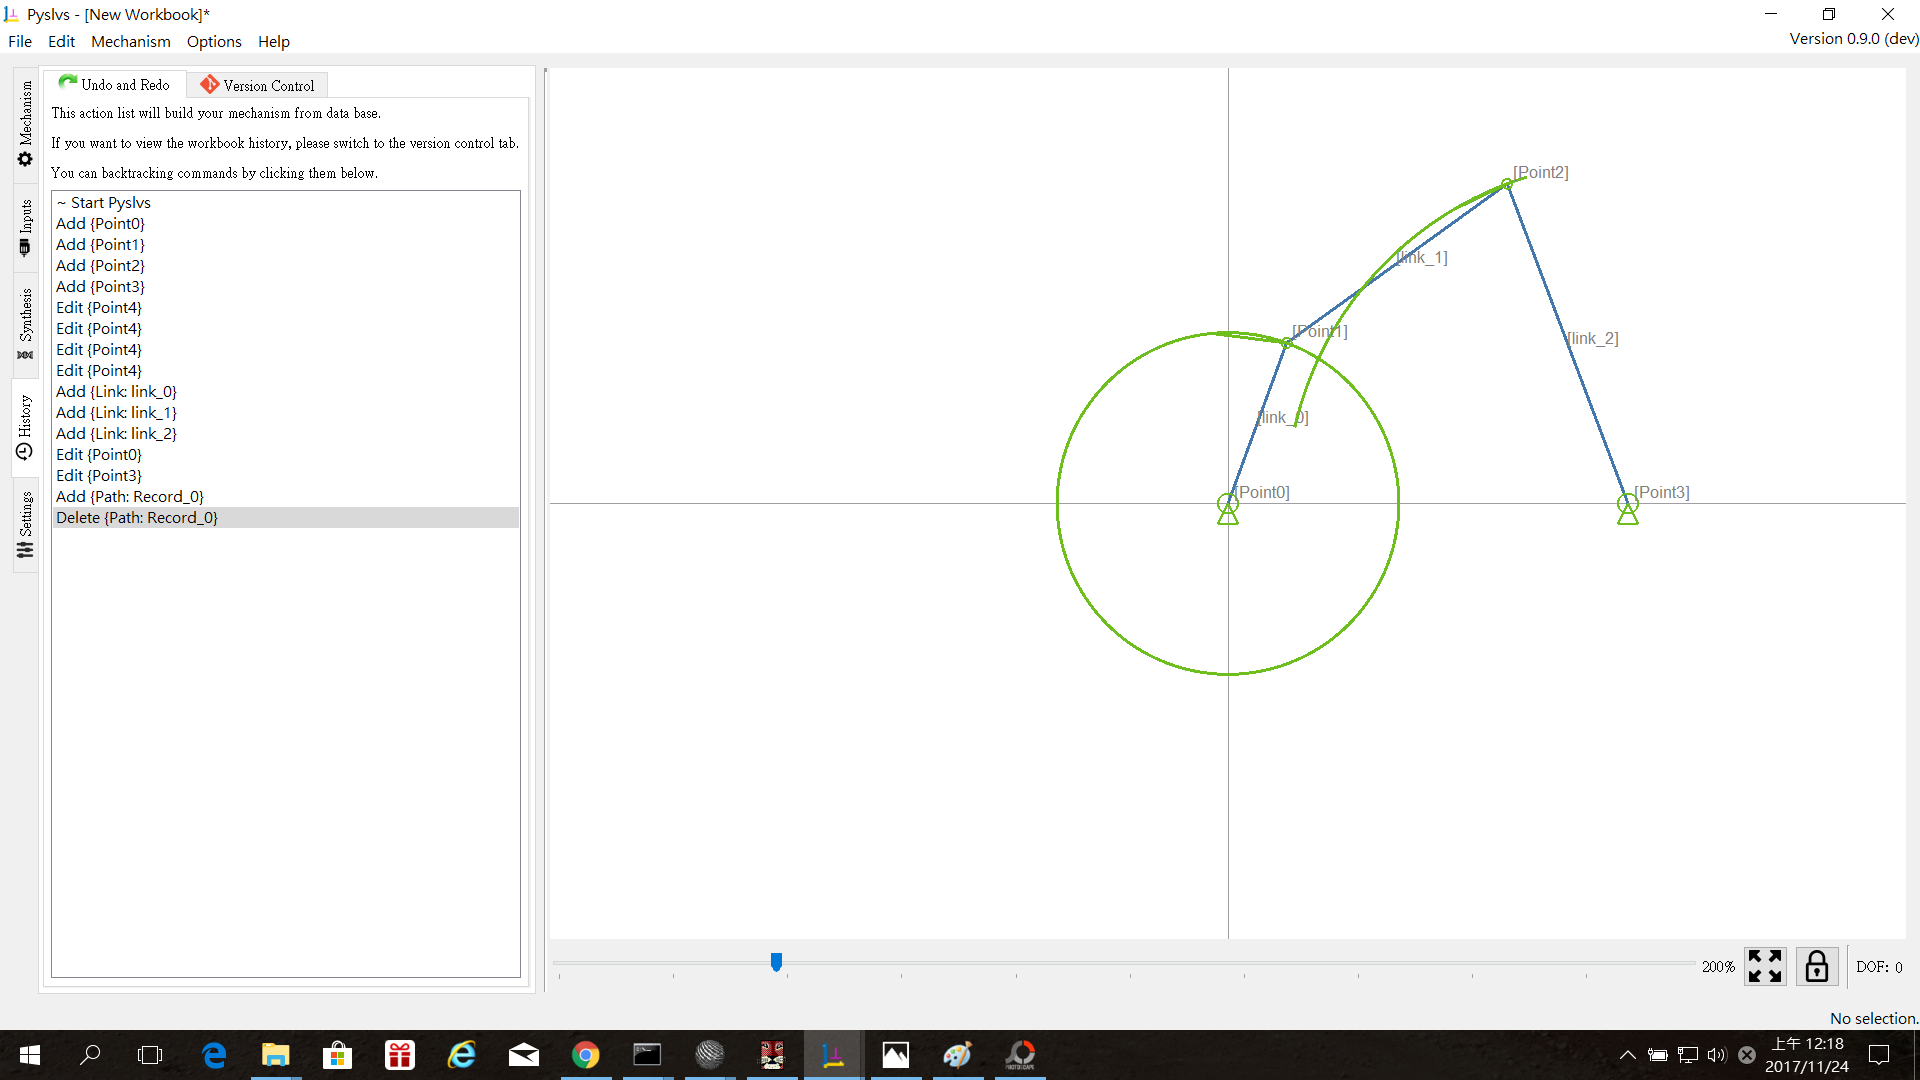 Pyslvs - [New Workbook]*
File Edit Mechanism Options Help
Version 0.9.0 (dev)
Mechanism
Inputs
Synthesis
History
Settings
Undo and Redo
Version Control
This action list will build your mechanism from data base.
If you want to view the workbook history, please switch to the version control tab.
You can backtracking commands by clicking them below.
~ Start Pyslvs
Add {Point0}
Add {Point1}
Add {Point2}
Add {Point3}
Edit {Point4}
Edit {Point4}
Edit {Point4}
Edit {Point4}
Add {Link: link_0}
Add {Link: link_1}
Add {Link: link_2}
Edit {Point0}
Edit {Point3}
Add {Path: Record_0}
Delete {Path: Record_0}
[Point2]
[link_1]
[Point1]
[link_2]
[link_0]
[Point0]
[Point3]
200%
DOF: 0
No selection.
上午 12:18
2017/11/24